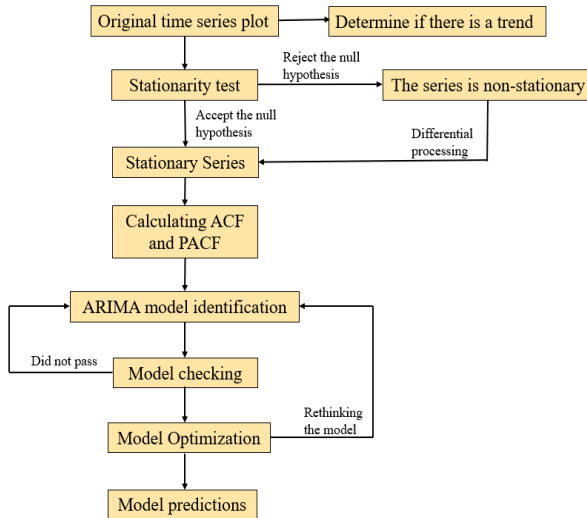 Original time series plot
Determine if there is a trend
Reject the null
hypothesis
Stationarity test
The series is non-stationary
Accept the null
hypothesis
Differential
processing
Stationary Series
Calculating ACF
and PACF
ARIMA model identification
Did not pass
Model checking
Rethinking
the model
Model Optimization
Model predictions